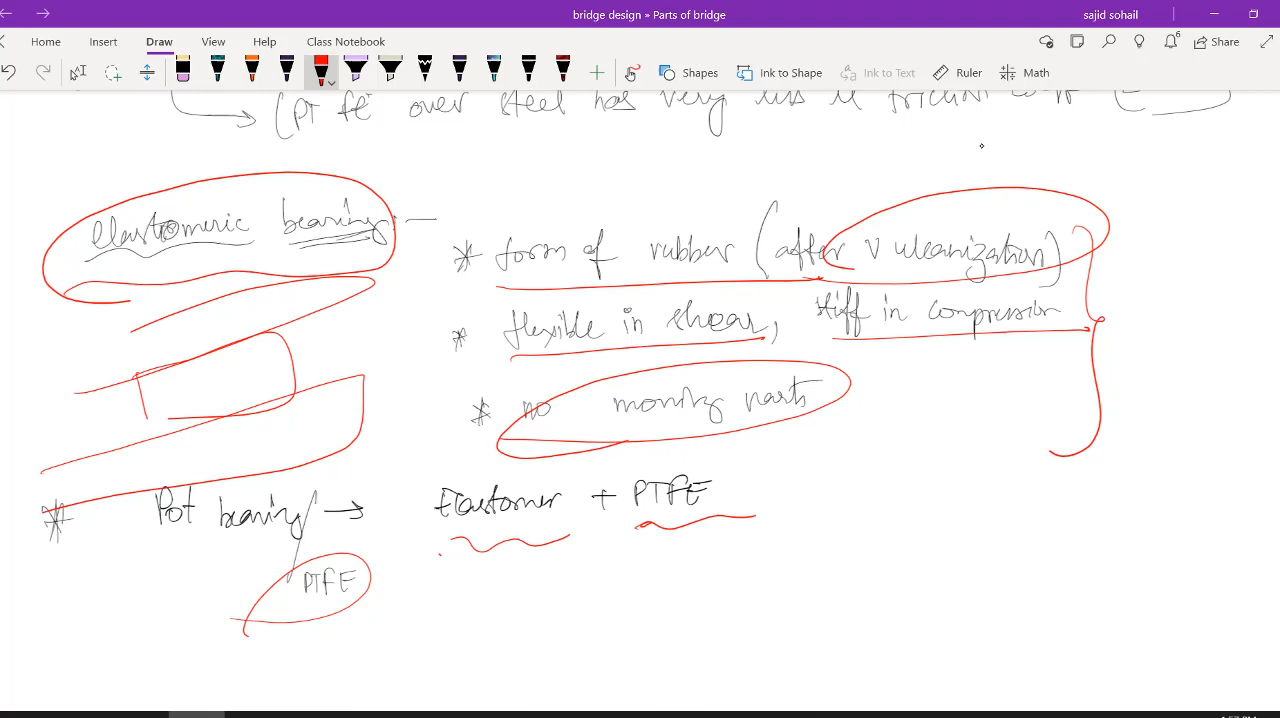 bridge design » Parts of bridge
sajid sohail
Home Insert Draw View Help Class Notebook
6
Share
Shapes Ink to Shape Ink to Text Ruler Math
(PTfE over steel has very less friction
elastomeric bearing -
* form of rubber (after vulcanization)
* flexible in shear, stiff in compression
* no moving parts
* Pot bearing → Elastomer + PTFE
PTFE